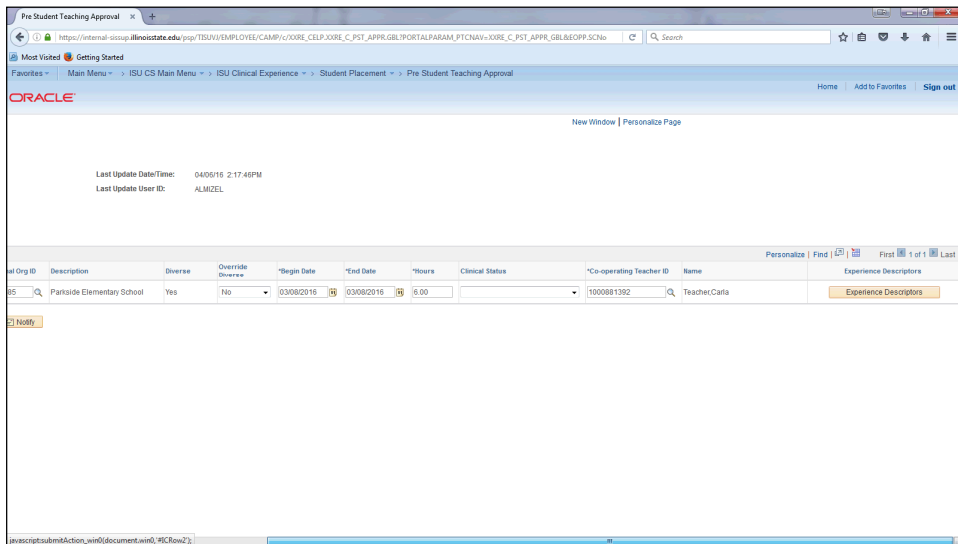 Pre Student Teaching Approval × +
https://internal-sissup.illinoisstate.edu/psp/TISUVJ/EMPLOYEE/CAMP/c/XXRE_CELP.XXRE_C_PST_APPR.GBL?PORTALPARAM_PTCNAV=XXRE_C_PST_APPR_GBL&EOPP.SCNo Search
Most Visited Getting Started
Favorites Main Menu > ISU CS Main Menu > ISU Clinical Experience > Student Placement > Pre Student Teaching Approval
Home Add to Favorites Sign out
ORACLE
New Window | Personalize Page
Last Update Date/Time: 04/06/16 2:17:46PM
Last Update User ID: ALMIZEL
Personalize | Find | First 1 of 1 Last
nal Org ID Description Diverse Override Diverse *Begin Date *End Date *Hours Clinical Status *Co-operating Teacher ID Name Experience Descriptors
85 Parkside Elementary School Yes No 03/08/2016 03/08/2016 6.00 1000881392 Teacher,Carla Experience Descriptors
Notify
javascript:submitAction_win0(document.win0,'#ICRow2');